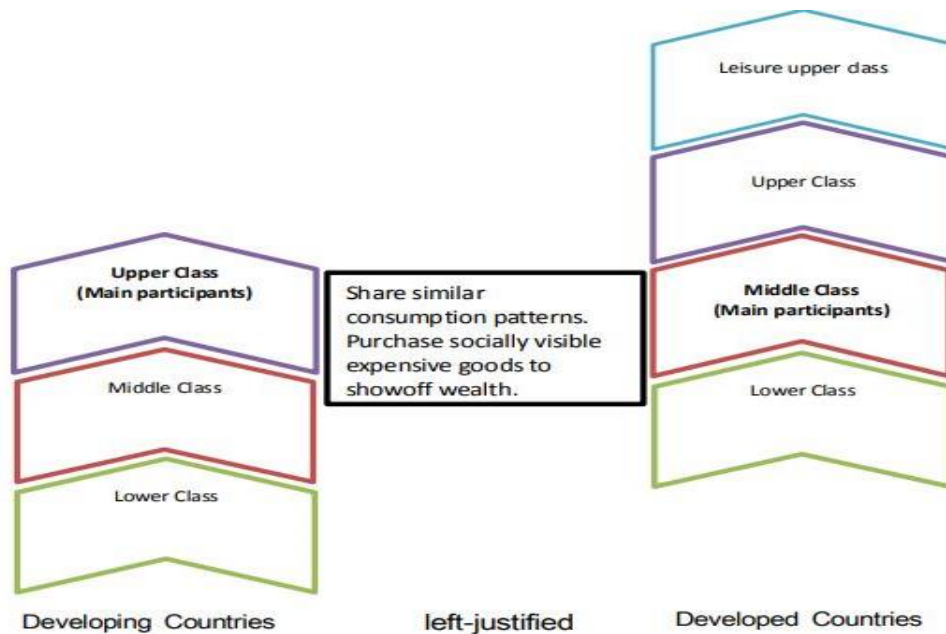 Leisure upper class
Upper Class
Upper Class
(Main participants)
Share similar
consumption patterns.
Purchase socially visible
expensive goods to
showoff wealth.
Middle Class
(Main participants)
Middle Class
Lower Class
Lower Class
Developing Countries
left-justified
Developed Countries